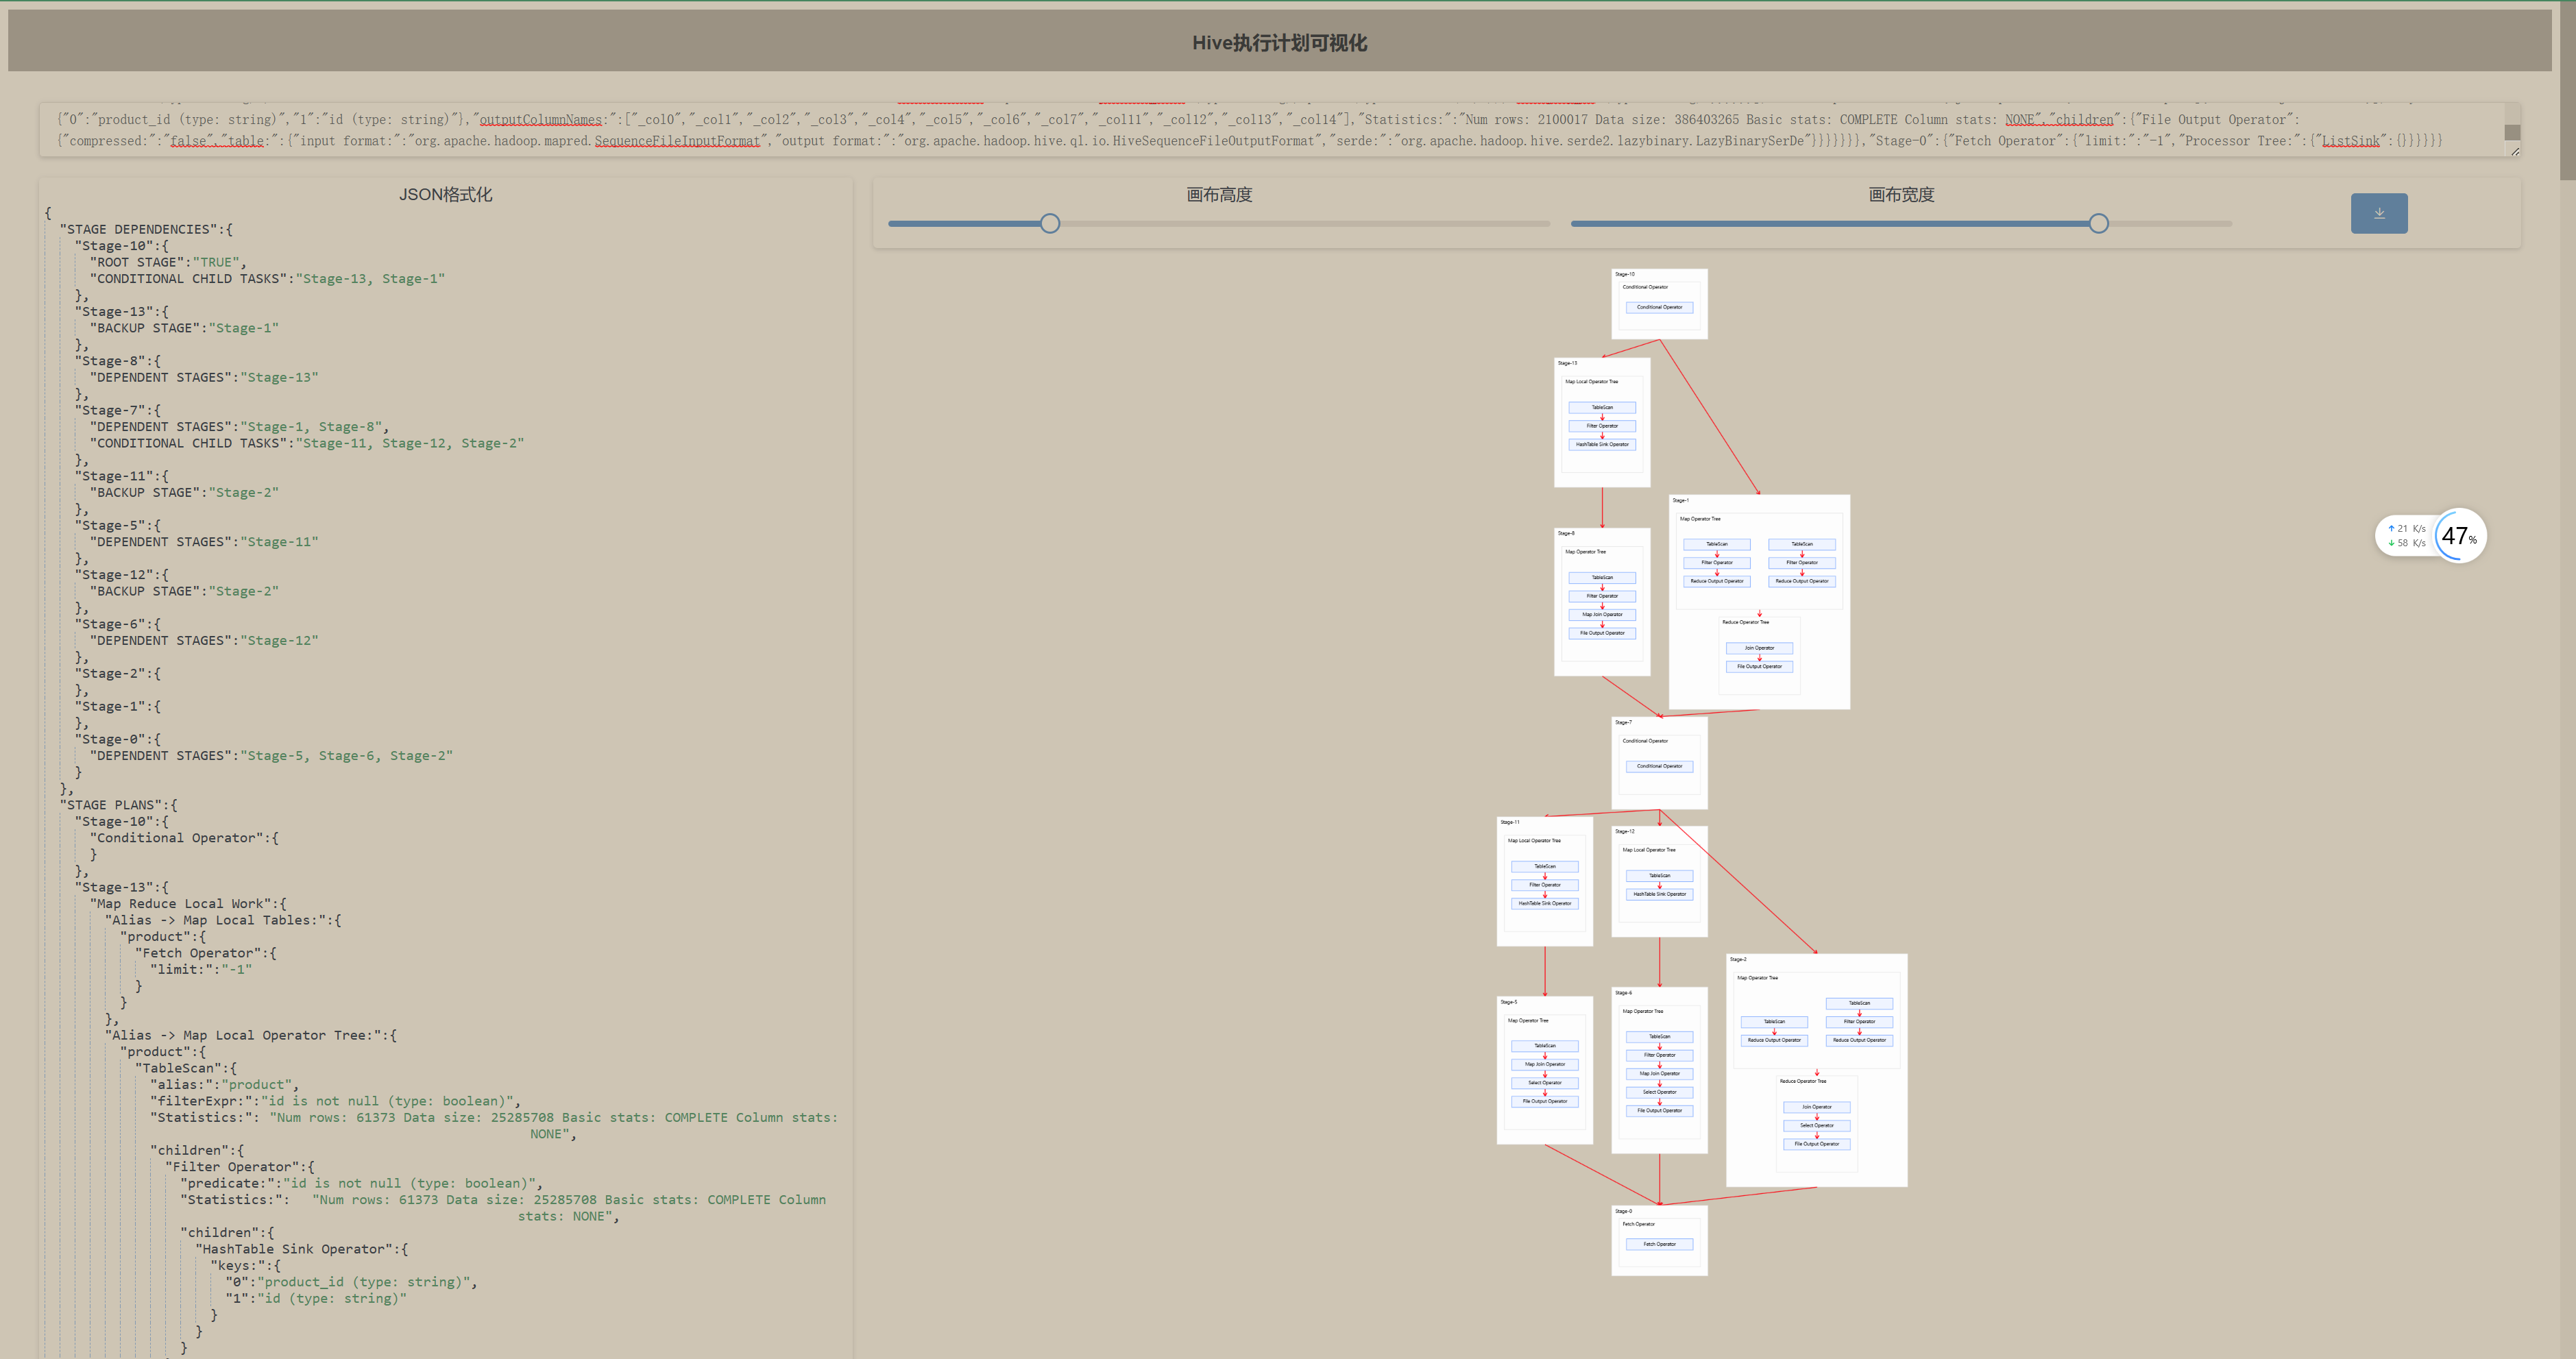 Hive执行计划可视化
{"0":"product_id (type: string)","1":"id (type: string)"},"outputColumnNames:":["_col0","_col1","_col2","_col3","_col4","_col5","_col6","_col7","_col11","_col12","_col13","_col14"],"Statistics:":"Num rows: 2100017 Data size: 386403265 Basic stats: COMPLETE Column stats: NONE","children":{"File Output Operator":
{"compressed:":"false","table:":{"input format:":"org.apache.hadoop.mapred.SequenceFileInputFormat","output format:":"org.apache.hadoop.hive.ql.io.HiveSequenceFileOutputFormat","serde:":"org.apache.hadoop.hive.serde2.lazybinary.LazyBinarySerDe"}}}}}}},"Stage-0":{"Fetch Operator":{"limit:":"-1","Processor Tree:":{"ListSink":{}}}}}}
JSON格式化
{
"STAGE DEPENDENCIES":{
"Stage-10":{
"ROOT STAGE":"TRUE",
"CONDITIONAL CHILD TASKS":"Stage-13, Stage-1"
},
"Stage-13":{
"BACKUP STAGE":"Stage-1"
},
"Stage-8":{
"DEPENDENT STAGES":"Stage-13"
},
"Stage-7":{
"DEPENDENT STAGES":"Stage-1, Stage-8",
"CONDITIONAL CHILD TASKS":"Stage-11, Stage-12, Stage-2"
},
"Stage-11":{
"BACKUP STAGE":"Stage-2"
},
"Stage-5":{
"DEPENDENT STAGES":"Stage-11"
},
"Stage-12":{
"BACKUP STAGE":"Stage-2"
},
"Stage-6":{
"DEPENDENT STAGES":"Stage-12"
},
"Stage-2":{
},
"Stage-1":{
},
"Stage-0":{
"DEPENDENT STAGES":"Stage-5, Stage-6, Stage-2"
}
},
"STAGE PLANS":{
"Stage-10":{
"Conditional Operator":{
}
},
"Stage-13":{
"Map Reduce Local Work":{
"Alias -> Map Local Tables:":{
"product":{
"Fetch Operator":{
"limit:":"-1"
}
}
},
"Alias -> Map Local Operator Tree:":{
"product":{
"TableScan":{
"alias:":"product",
"filterExpr:":"id is not null (type: boolean)",
"Statistics:": "Num rows: 61373 Data size: 25285708 Basic stats: COMPLETE Column stats:
NONE",
"children":{
"Filter Operator":{
"predicate:":"id is not null (type: boolean)",
"Statistics:": "Num rows: 61373 Data size: 25285708 Basic stats: COMPLETE Column
stats: NONE",
"children":{
"HashTable Sink Operator":{
"keys:":{
"0":"product_id (type: string)",
"1":"id (type: string)"
}
}
}
画布高度
画布宽度
Stage-10
Conditional Operator
Conditional Operator
Stage-13
Map Local Operator Tree
TableScan
Filter Operator
HashTable Sink Operator
Stage-1
Map Operator Tree
TableScan TableScan
Filter Operator Filter Operator
Reduce Output Operator Reduce Output Operator
Reduce Operator Tree
Join Operator
File Output Operator
Stage-8
Map Operator Tree
TableScan
Filter Operator
Map Join Operator
File Output Operator
Stage-7
Conditional Operator
Conditional Operator
Stage-11
Map Local Operator Tree
TableScan
Filter Operator
HashTable Sink Operator
Stage-12
Map Local Operator Tree
TableScan
HashTable Sink Operator
Stage-2
Map Operator Tree
TableScan
TableScan Filter Operator
Reduce Output Operator Reduce Output Operator
Reduce Operator Tree
Join Operator
Select Operator
File Output Operator
Stage-5
Map Operator Tree
TableScan
Map Join Operator
Select Operator
File Output Operator
Stage-6
Map Operator Tree
TableScan
Filter Operator
Map Join Operator
Select Operator
File Output Operator
Stage-0
Fetch Operator
Fetch Operator
21 K/s
58 K/s
47%